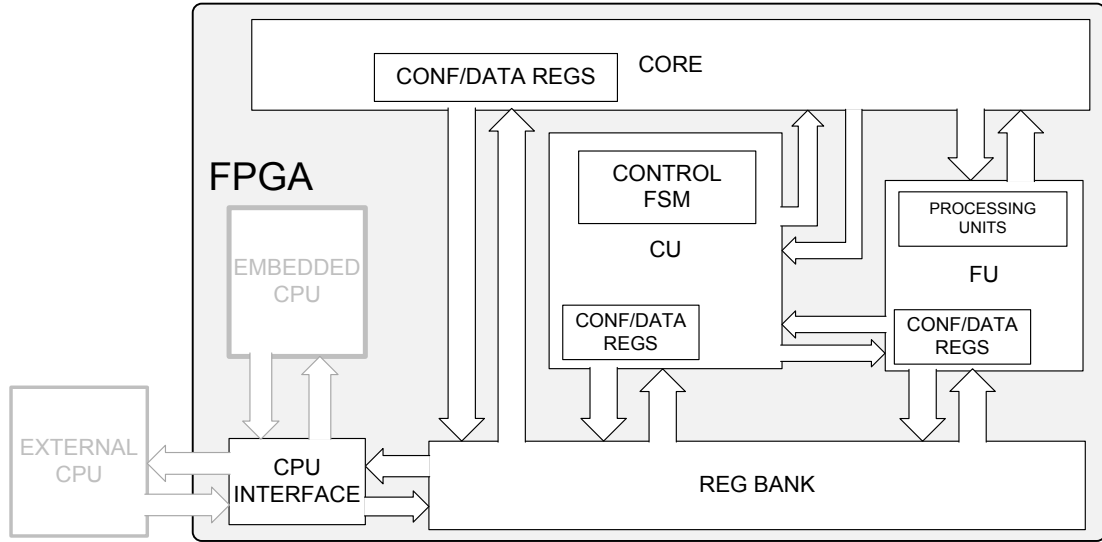 CORE
CONF/DATA REGS
FPGA
CONTROL
FSM
CU
PROCESSING
UNITS
FU
EMBEDDED
CPU
CONF/DATA
REGS
CONF/DATA
REGS
EXTERNAL
CPU
CPU
INTERFACE
REG BANK